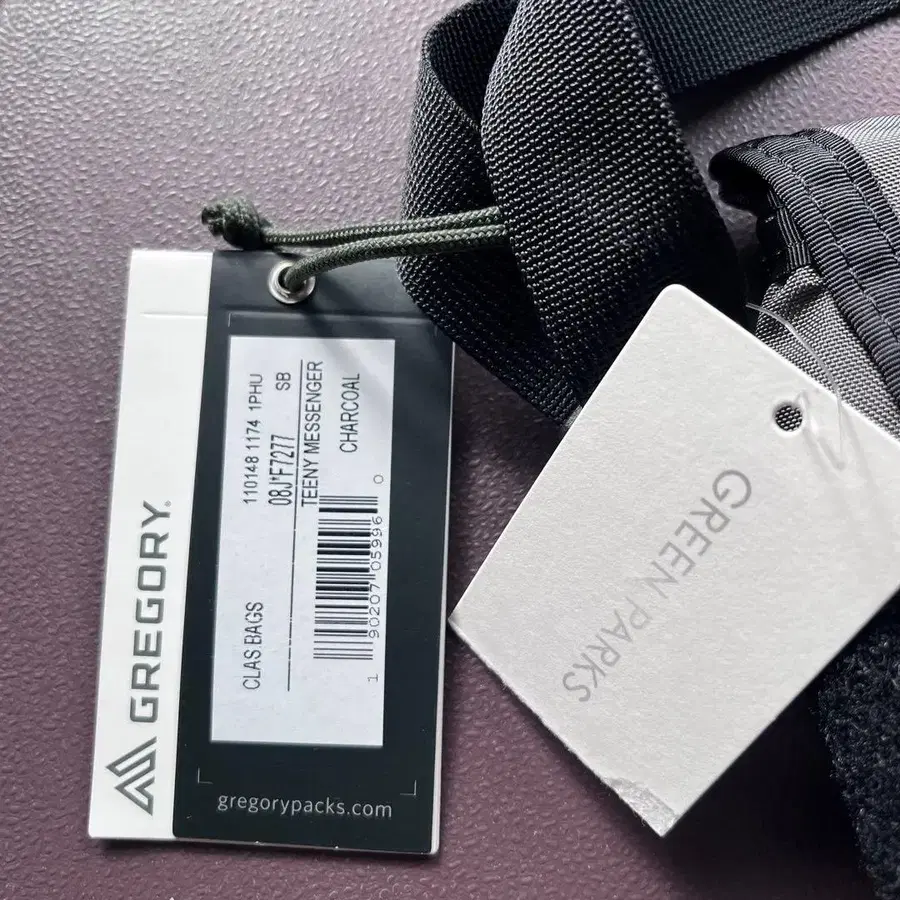 GREGORY.
110148 1174 1PHU
CLAS.BAGS SB
08J*F7277
TEENY MESSENGER
CHARCOAL
1 90207 05996 0
gregorypacks.com
GREEN PARKS